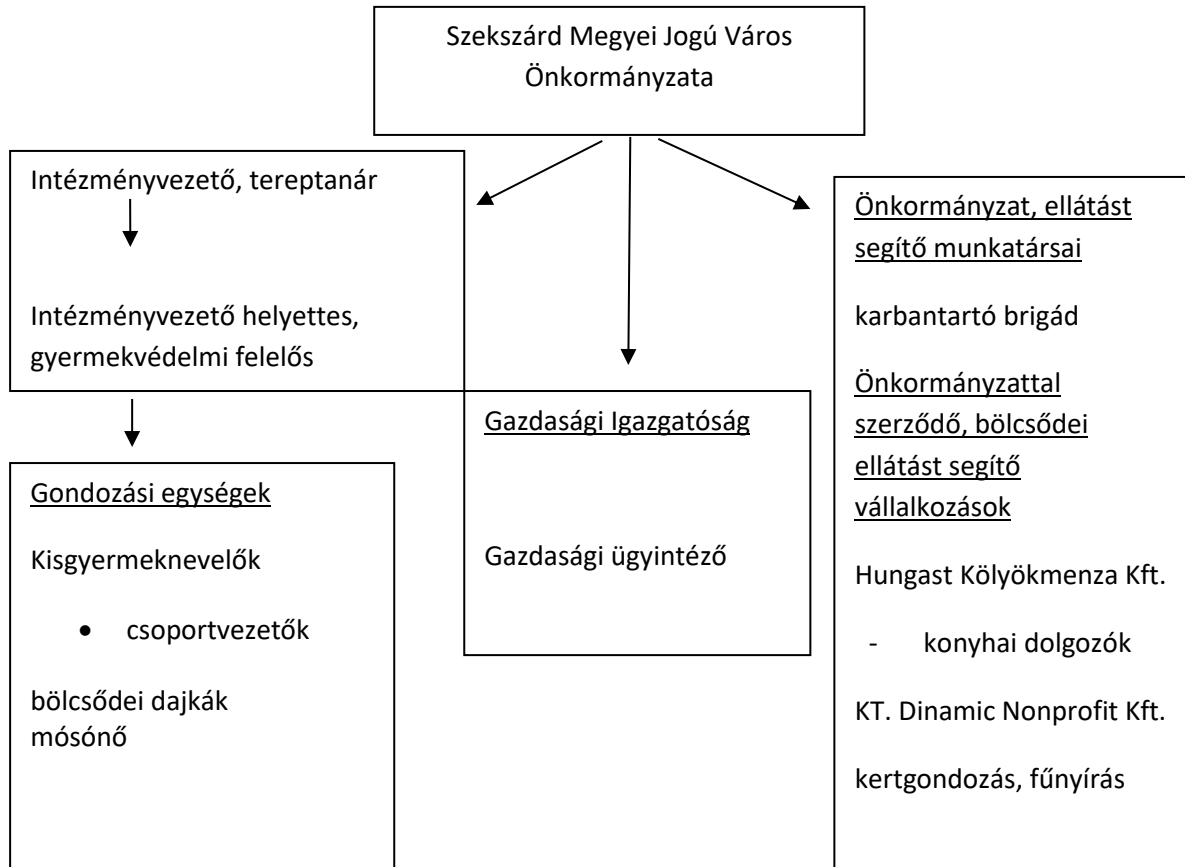 Szekszárd Megyei Jogú Város
Önkormányzata
Intézményvezető, tereptanár
Intézményvezető helyettes,
gyermekvédelmi felelős
Gondozási egységek
Kisgyermeknevelők
• csoportvezetők
bölcsődei dajkák
mósónő
Gazdasági Igazgatóság
Gazdasági ügyintéző
Önkormányzat, ellátást
segítő munkatársai
karbantartó brigád
Önkormányzattal
szerződő, bölcsődei
ellátást segítő
vállalkozások
Hungast Kölyökmenza Kft.
- konyhai dolgozók
KT. Dinamic Nonprofit Kft.
kertgondozás, fűnyírás